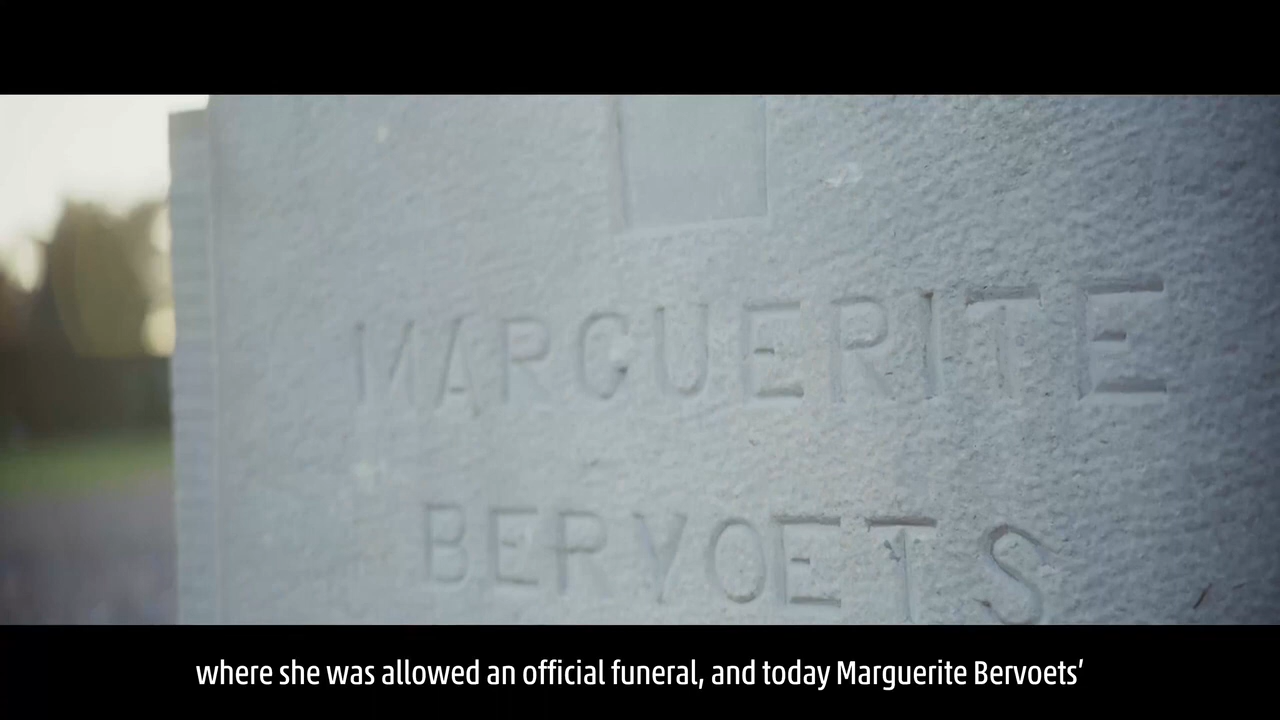 MARGUERITE
BERVOETS
where she was allowed an official funeral, and today Marguerite Bervoets’